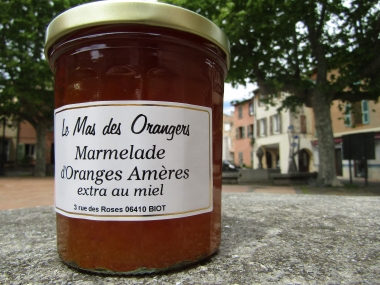 Le Mas des Orangers
Marmelade
d'Oranges Amères
extra au miel
3 rue des Roses 06410 BIOT